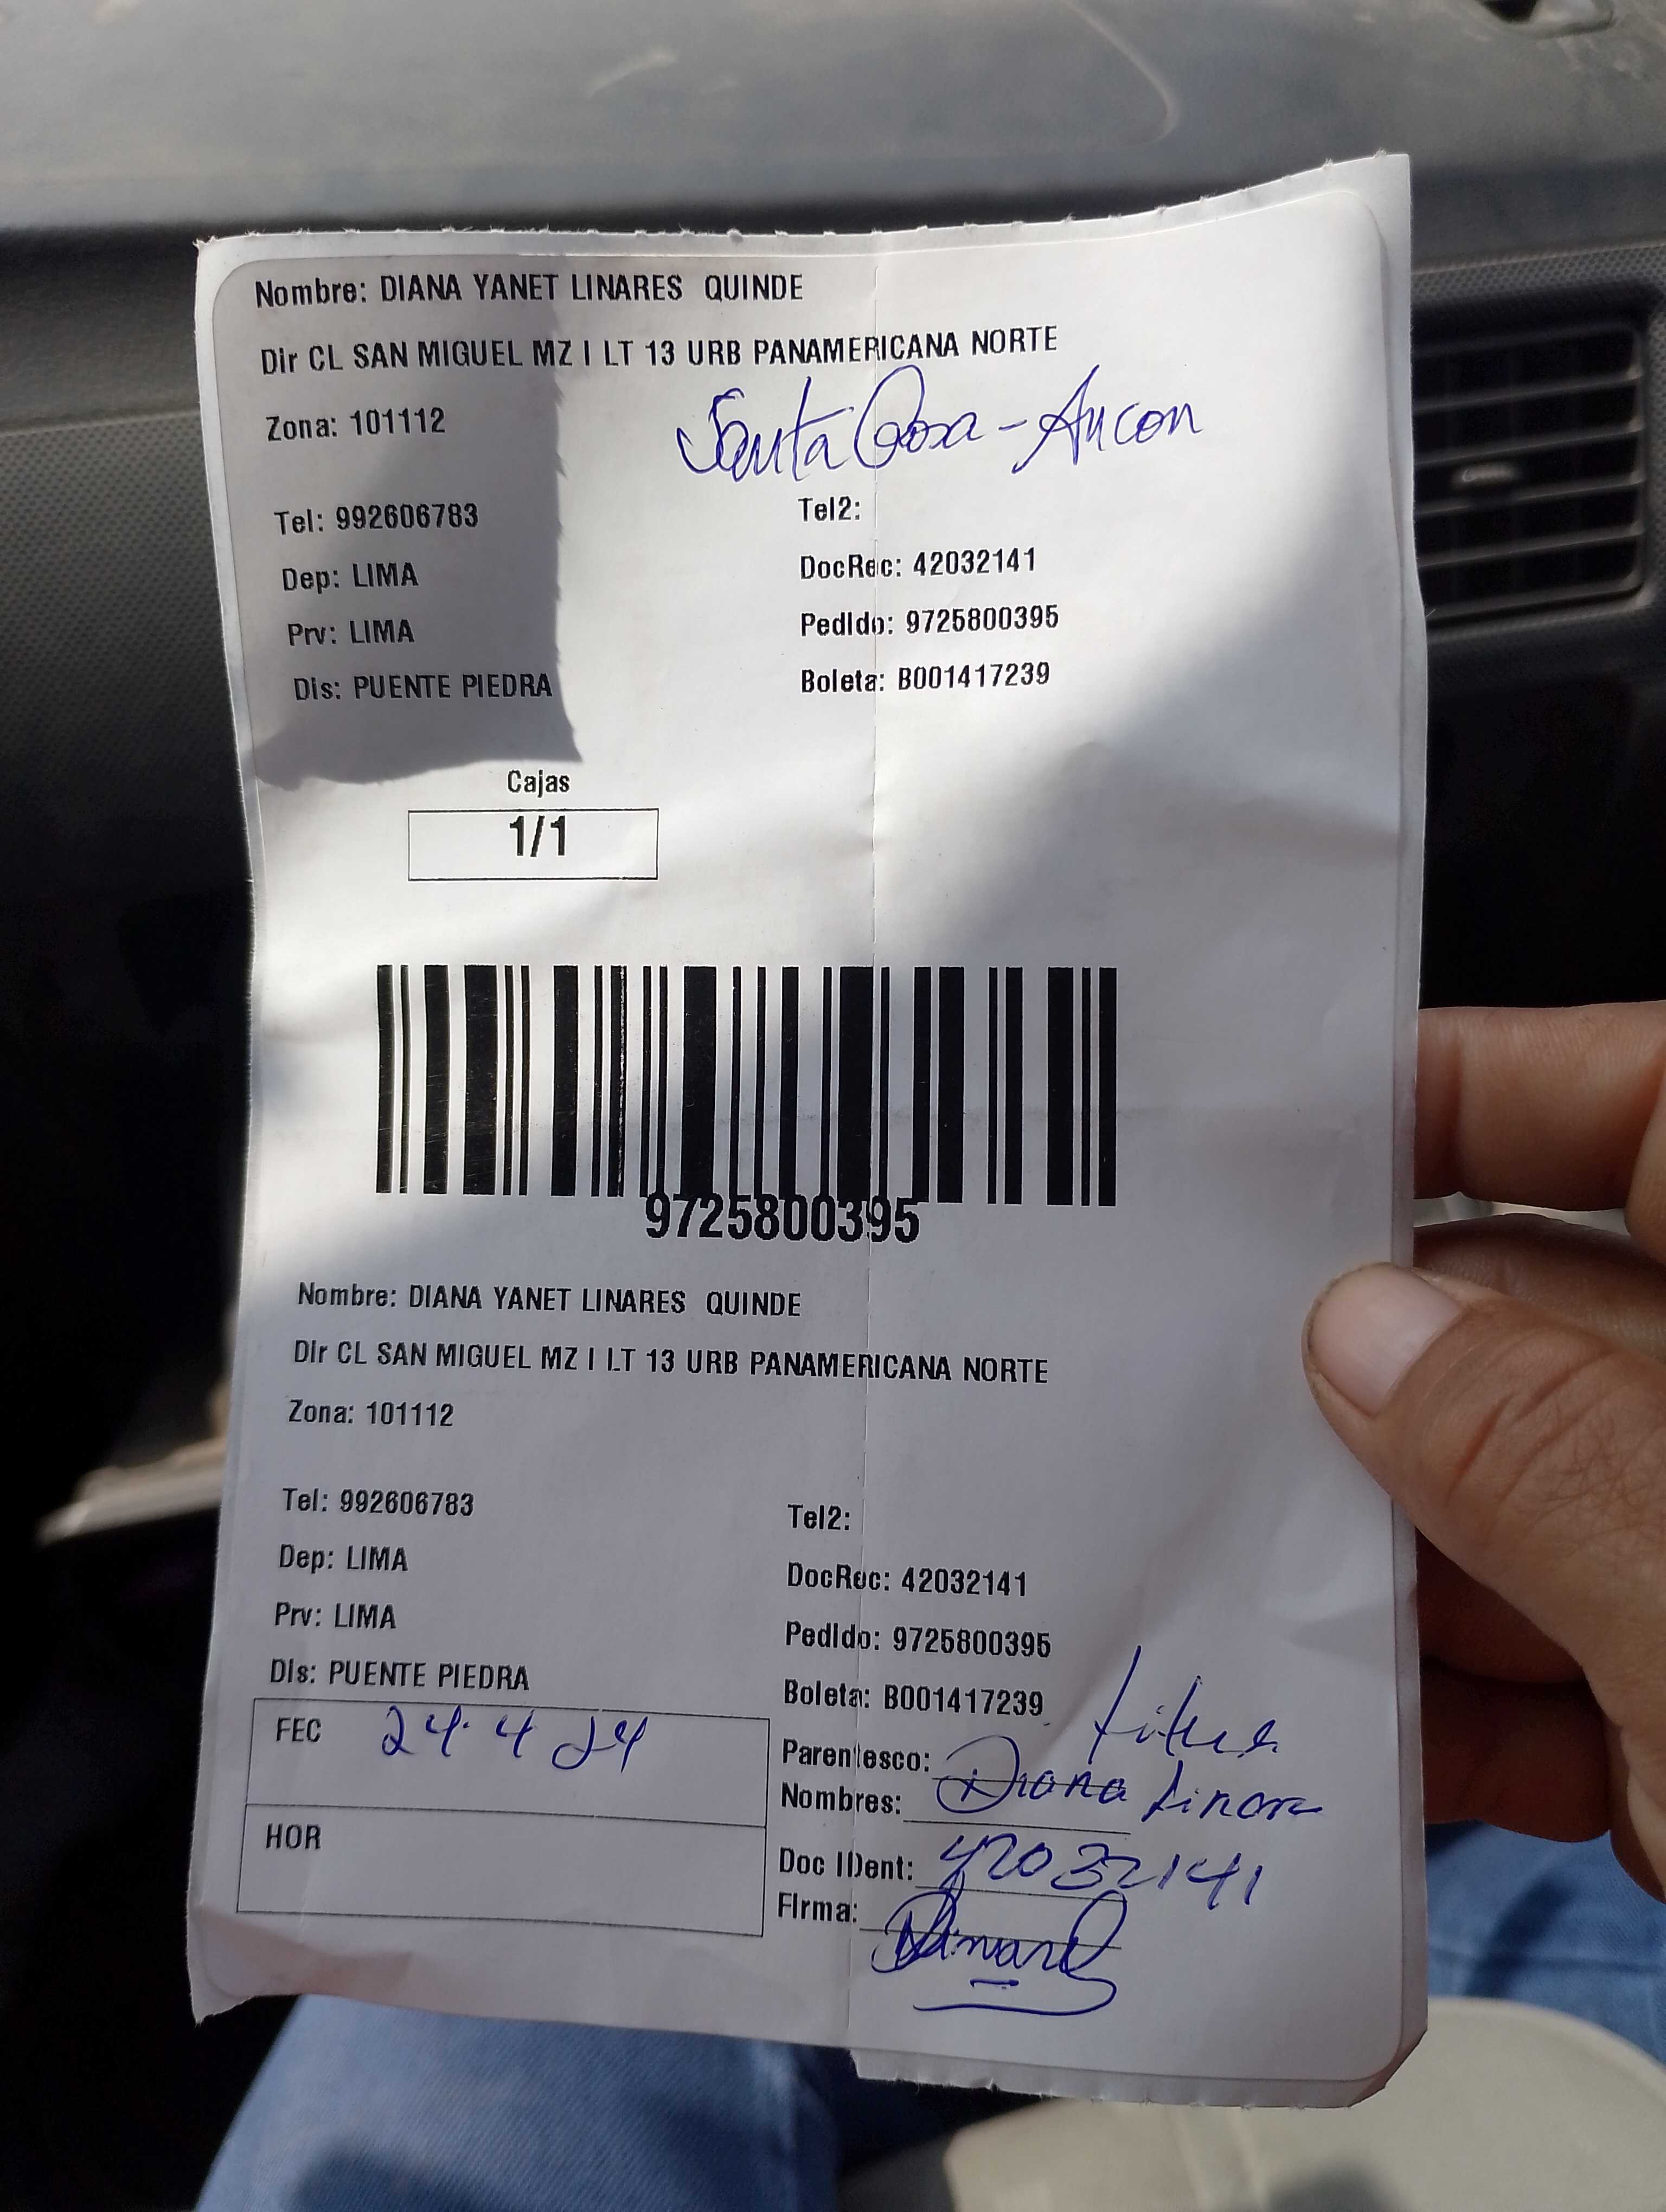 Nombre: DIANA YANET LINARES QUINDE
Dir CL SAN MIGUEL MZ I LT 13 URB PANAMERICANA NORTE
Zona: 101112
Santa Rosa - Ancon
Tel: 992606783 Tel2:
Dep: LIMA DocRec: 42032141
Prv: LIMA Pedido: 9725800395
Dis: PUENTE PIEDRA Boleta: B001417239
Cajas
1/1
9725800395
Nombre: DIANA YANET LINARES QUINDE
Dir CL SAN MIGUEL MZ I LT 13 URB PANAMERICANA NORTE
Zona: 101112
Tel: 992606783 Tel2:
Dep: LIMA DocRec: 42032141
Prv: LIMA Pedido: 9725800395
Dis: PUENTE PIEDRA Boleta: B001417239
FEC 24.4 24
Parentesco:
Nombres: Diana Linares
HOR
Doc IDent: 42032141
Firma: